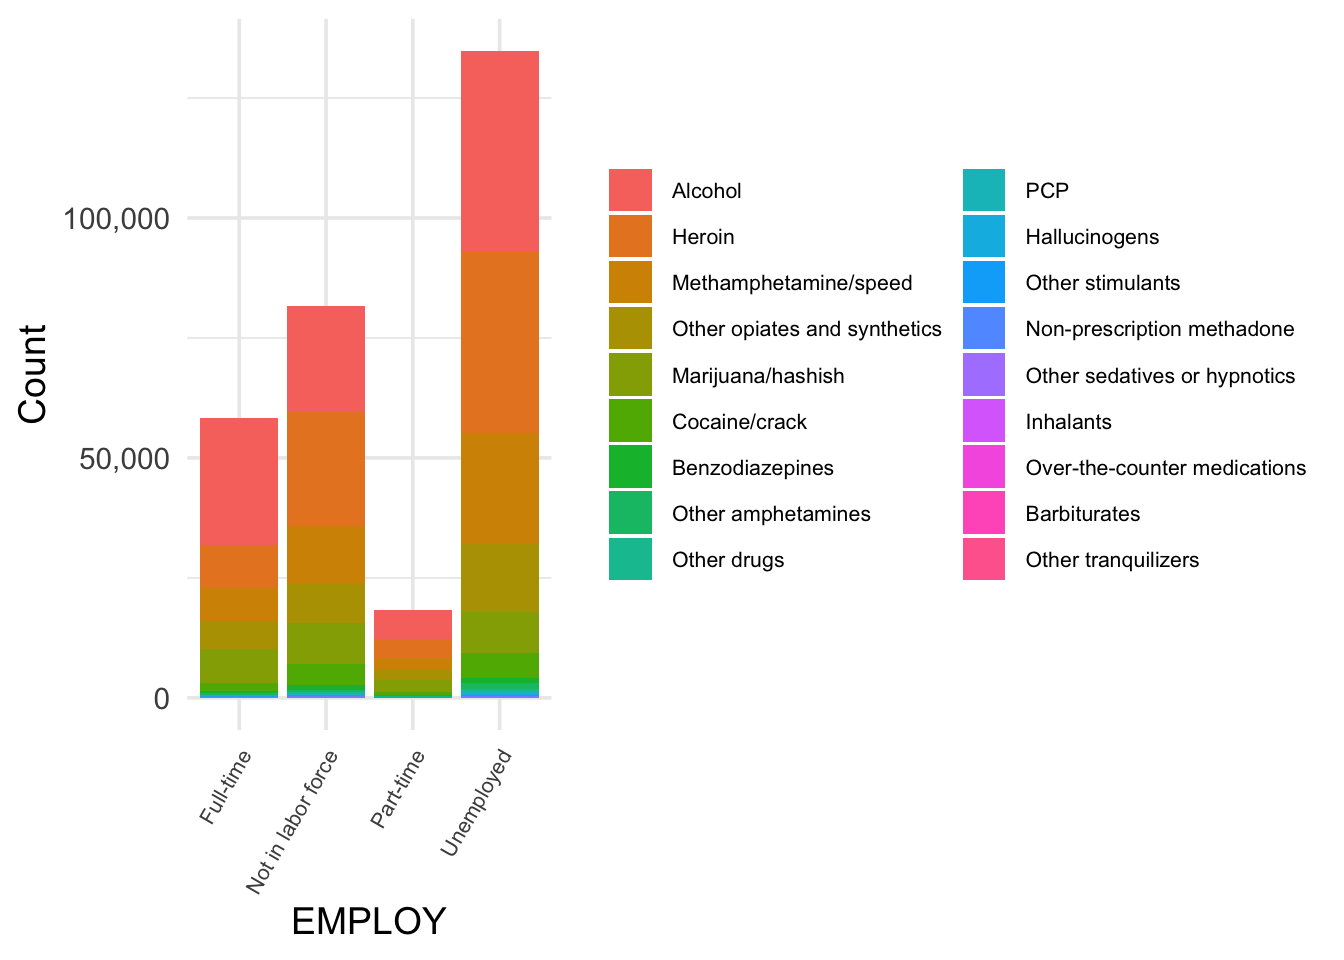 Count
100,000
50,000
0
Full-time
Not in labor force
Part-time
Unemployed
EMPLOY
Alcohol
Heroin
Methamphetamine/speed
Other opiates and synthetics
Marijuana/hashish
Cocaine/crack
Benzodiazepines
Other amphetamines
Other drugs
PCP
Hallucinogens
Other stimulants
Non-prescription methadone
Other sedatives or hypnotics
Inhalants
Over-the-counter medications
Barbiturates
Other tranquilizers